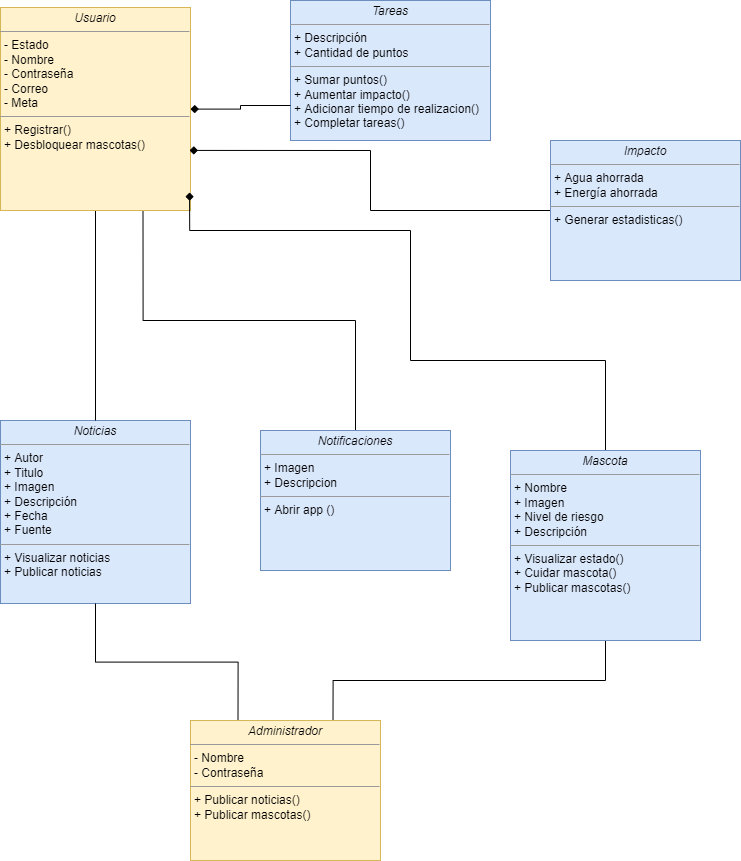 Usuario
- Estado
- Nombre
- Contraseña
- Correo
- Meta
+ Registrar()
+ Desbloquear mascotas()
Tareas
+ Descripción
+ Cantidad de puntos
+ Sumar puntos()
+ Aumentar impacto()
+ Adicionar tiempo de realizacion()
+ Completar tareas()
Impacto
+ Agua ahorrada
+ Energía ahorrada
+ Generar estadisticas()
Noticias
+ Autor
+ Titulo
+ Imagen
+ Descripción
+ Fecha
+ Fuente
+ Visualizar noticias
+ Publicar noticias
Notificaciones
+ Imagen
+ Descripcion
+ Abrir app ()
Mascota
+ Nombre
+ Imagen
+ Nivel de riesgo
+ Descripción
+ Visualizar estado()
+ Cuidar mascota()
+ Publicar mascotas()
Administrador
- Nombre
- Contraseña
+ Publicar noticias()
+ Publicar mascotas()